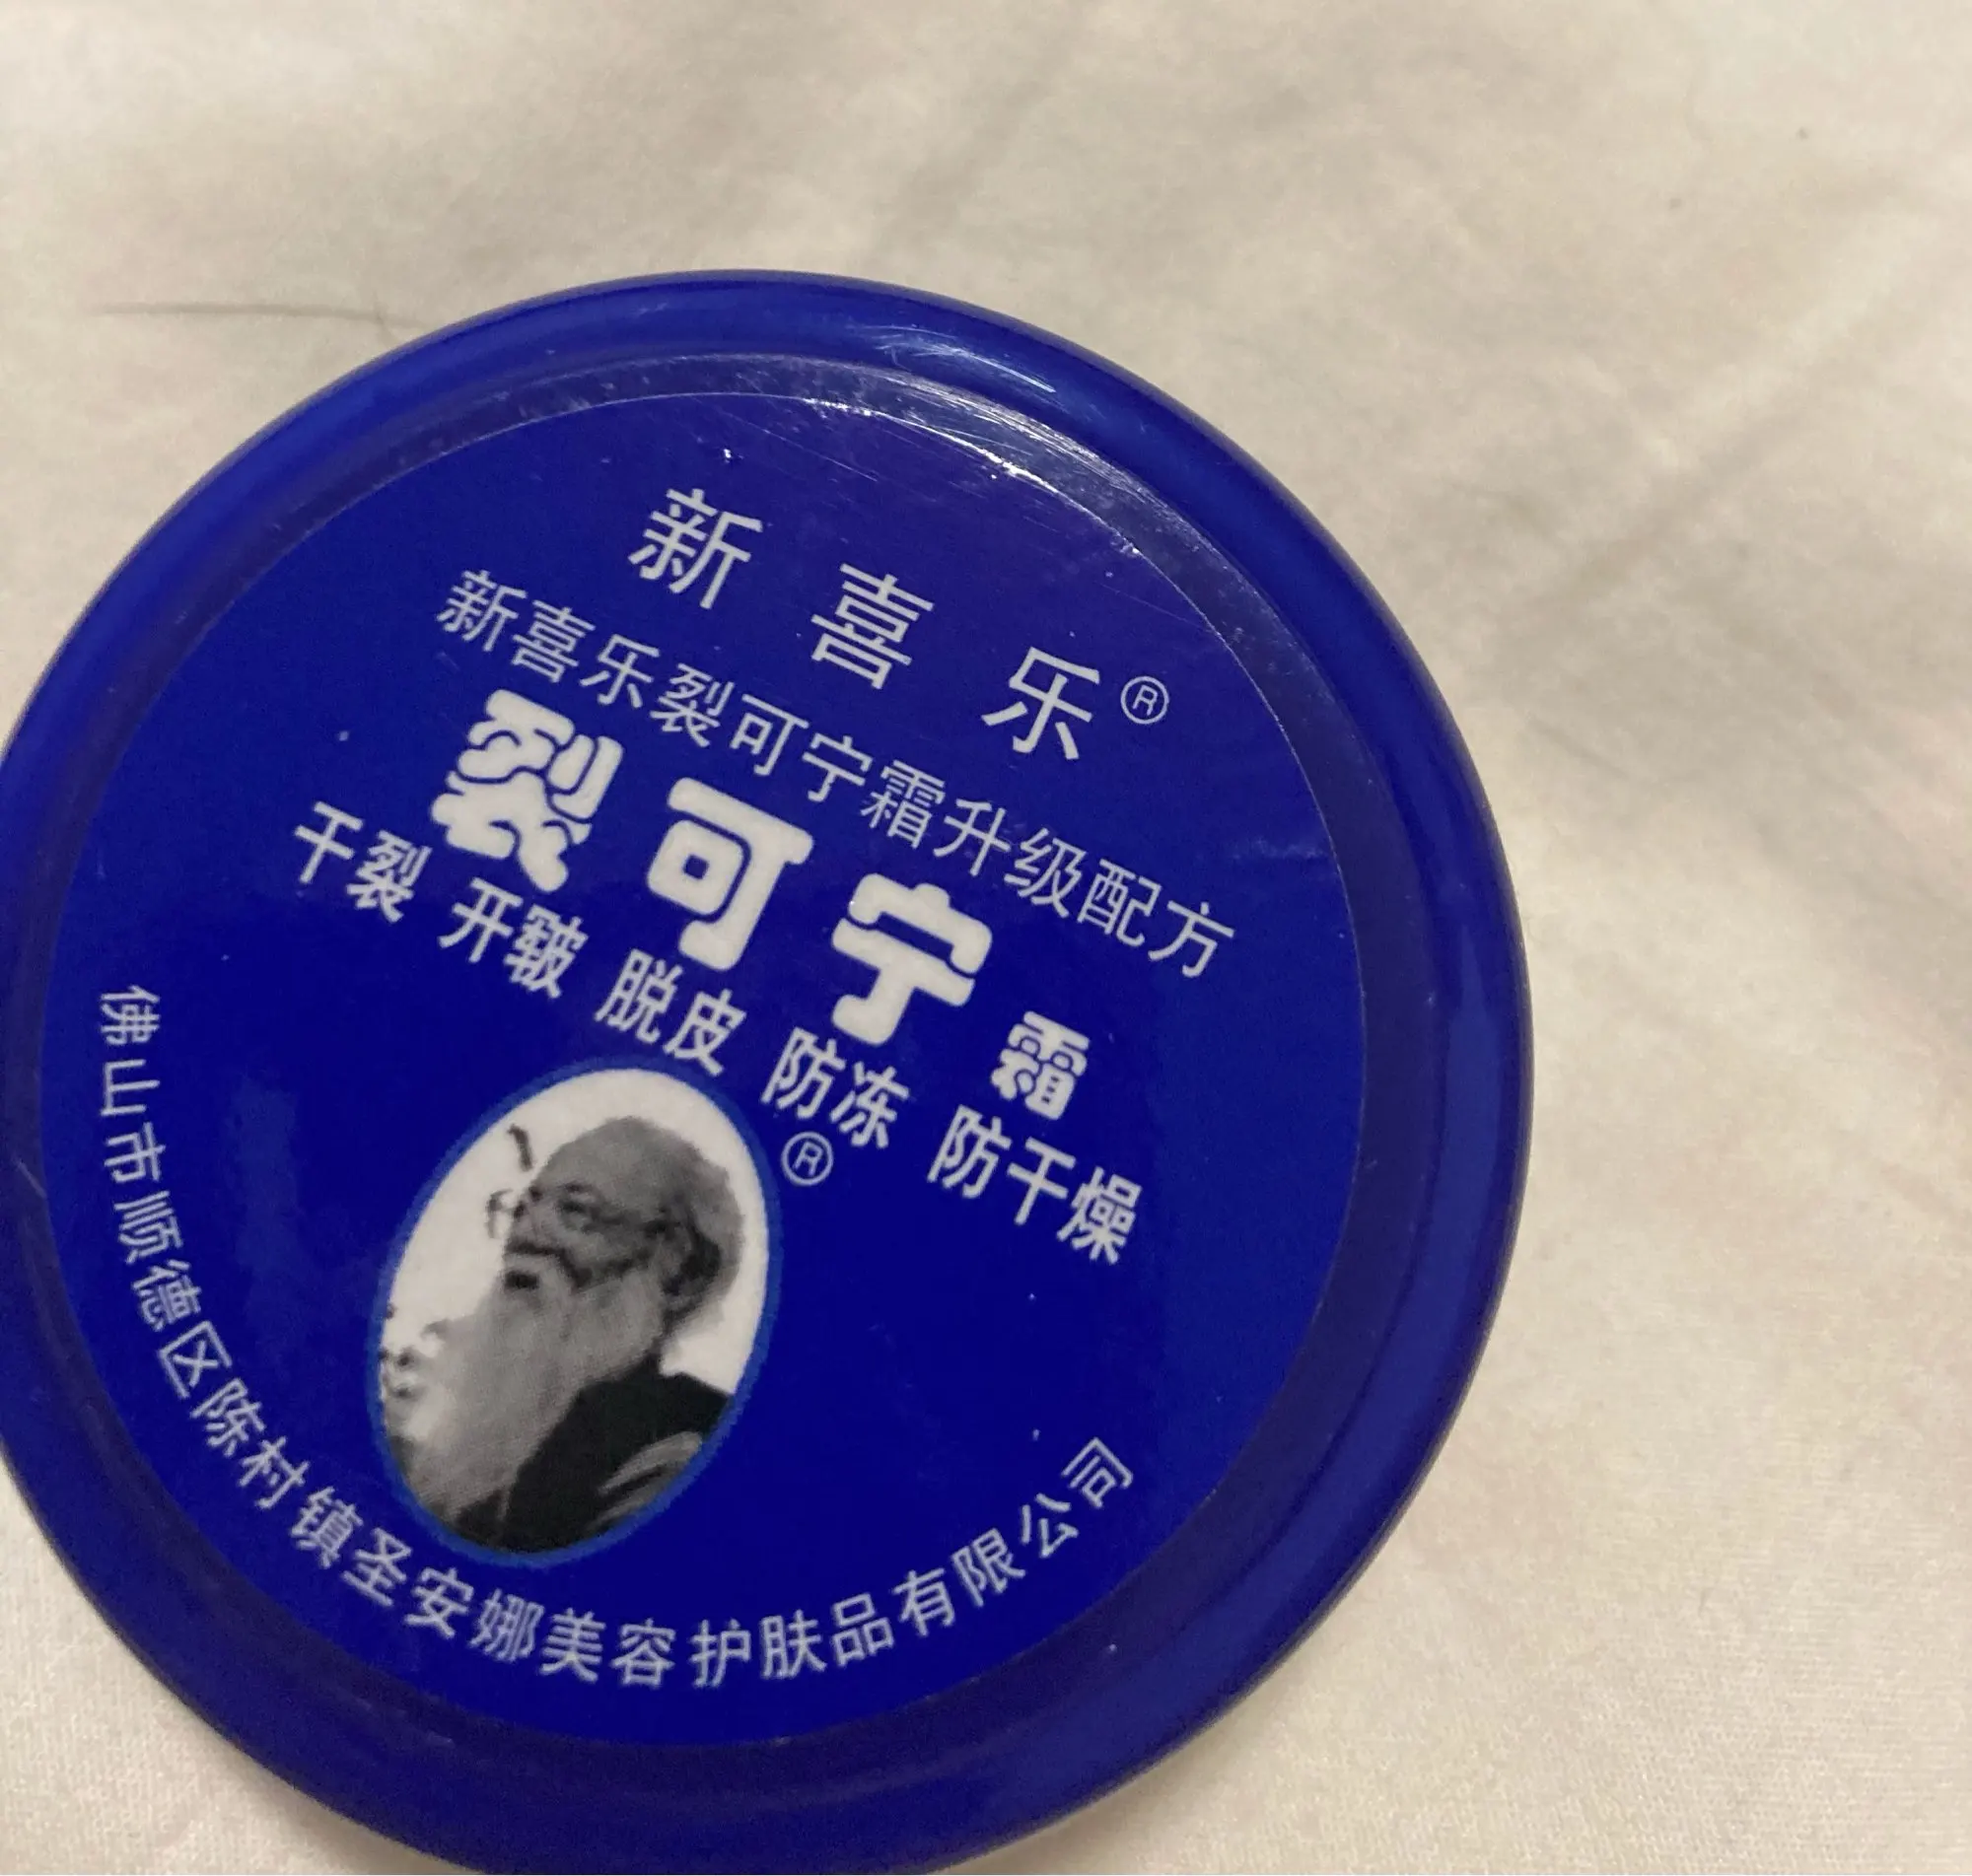 新喜乐®
新喜乐裂可宁霜升级配方
裂可宁霜
干裂 开皲 脱皮 防冻 防干燥
®
佛山市顺德区陈村镇圣安娜美容护肤品有限公司